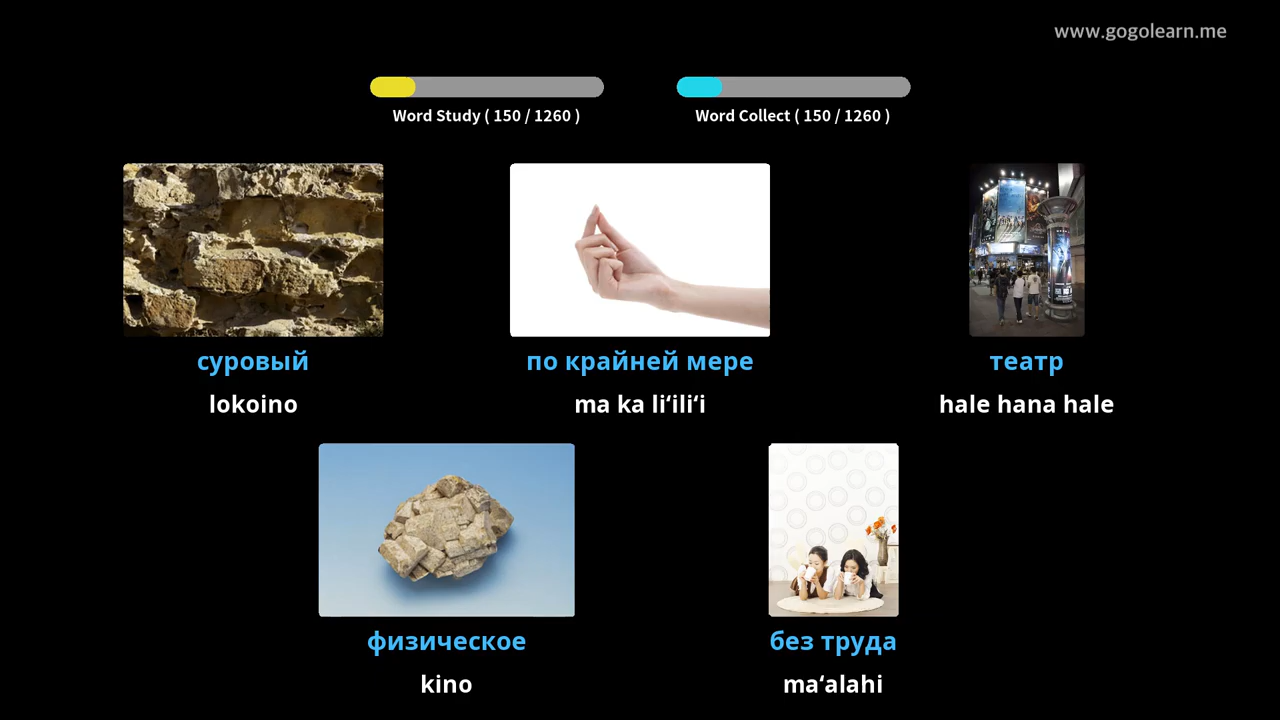 www.gogolearn.me
Word Study ( 150 / 1260 )
Word Collect ( 150 / 1260 )
суровый
lokoino
по крайней мере
ma ka liʻiliʻi
театр
hale hana hale
физическое
kino
без труда
maʻalahi